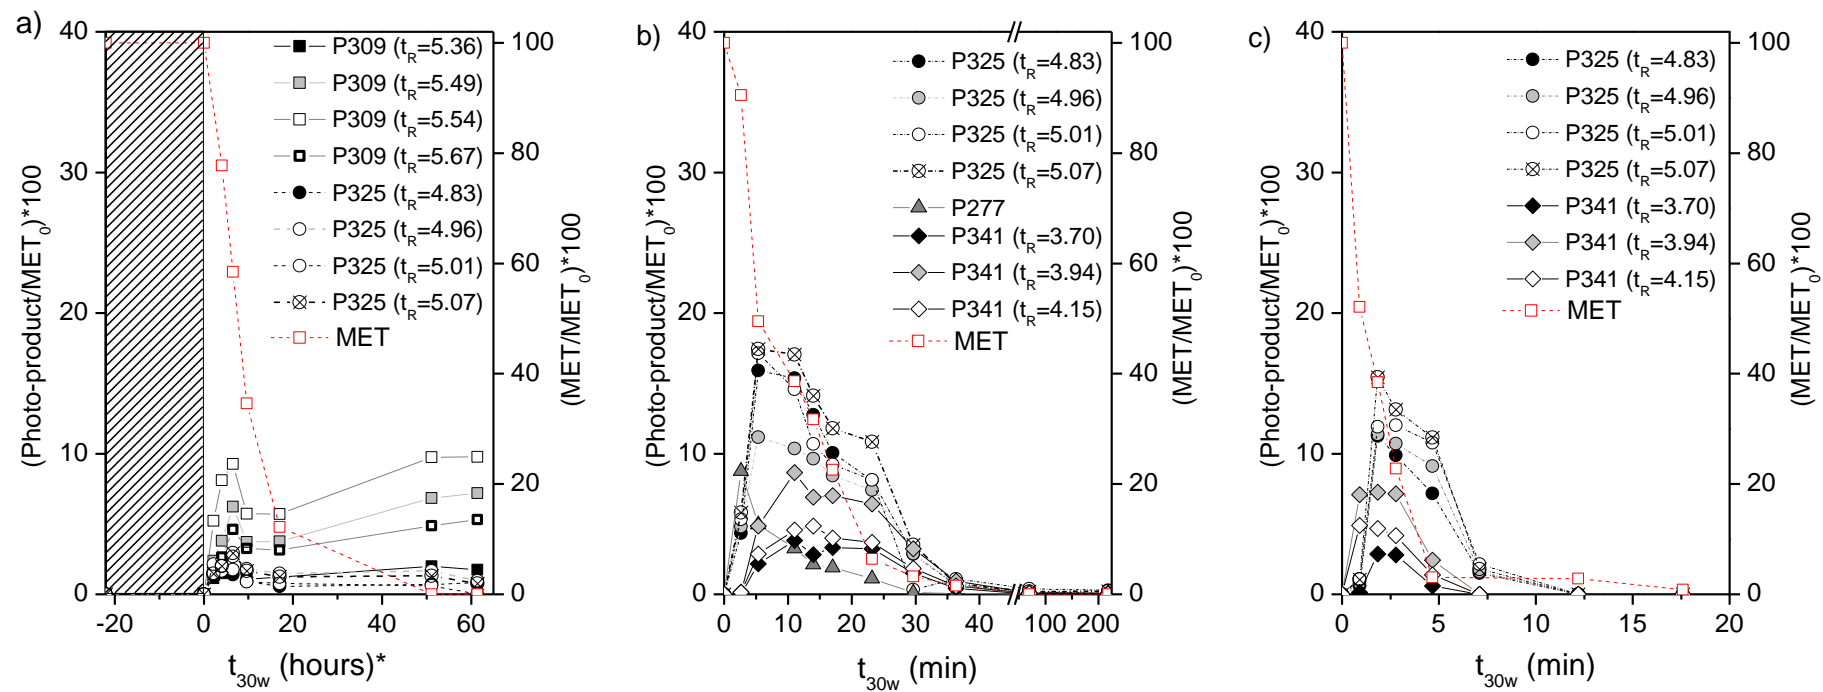 a)
(Photo-product/MET0)*100
40
30
20
10
0
P309 (tR=5.36)
P309 (tR=5.49)
P309 (tR=5.54)
P309 (tR=5.67)
P325 (tR=4.83)
P325 (tR=4.96)
P325 (tR=5.01)
P325 (tR=5.07)
MET
100
80
60
40
20
0
(MET/MET0)*100
-20 0 20 40 60
t30w (hours)*
b)
(Photo-product/MET0)*100
40
30
20
10
0
P325 (tR=4.83)
P325 (tR=4.96)
P325 (tR=5.01)
P325 (tR=5.07)
P277
P341 (tR=3.70)
P341 (tR=3.94)
P341 (tR=4.15)
MET
100
80
60
40
20
0
(MET/MET0)*100
0 10 20 30 40 100 200
t30w (min)
c)
(Photo-product/MET0)*100
40
30
20
10
0
P325 (tR=4.83)
P325 (tR=4.96)
P325 (tR=5.01)
P325 (tR=5.07)
P341 (tR=3.70)
P341 (tR=3.94)
P341 (tR=4.15)
MET
100
80
60
40
20
0
(MET/MET0)*100
0 5 10 15 20
t30w (min)